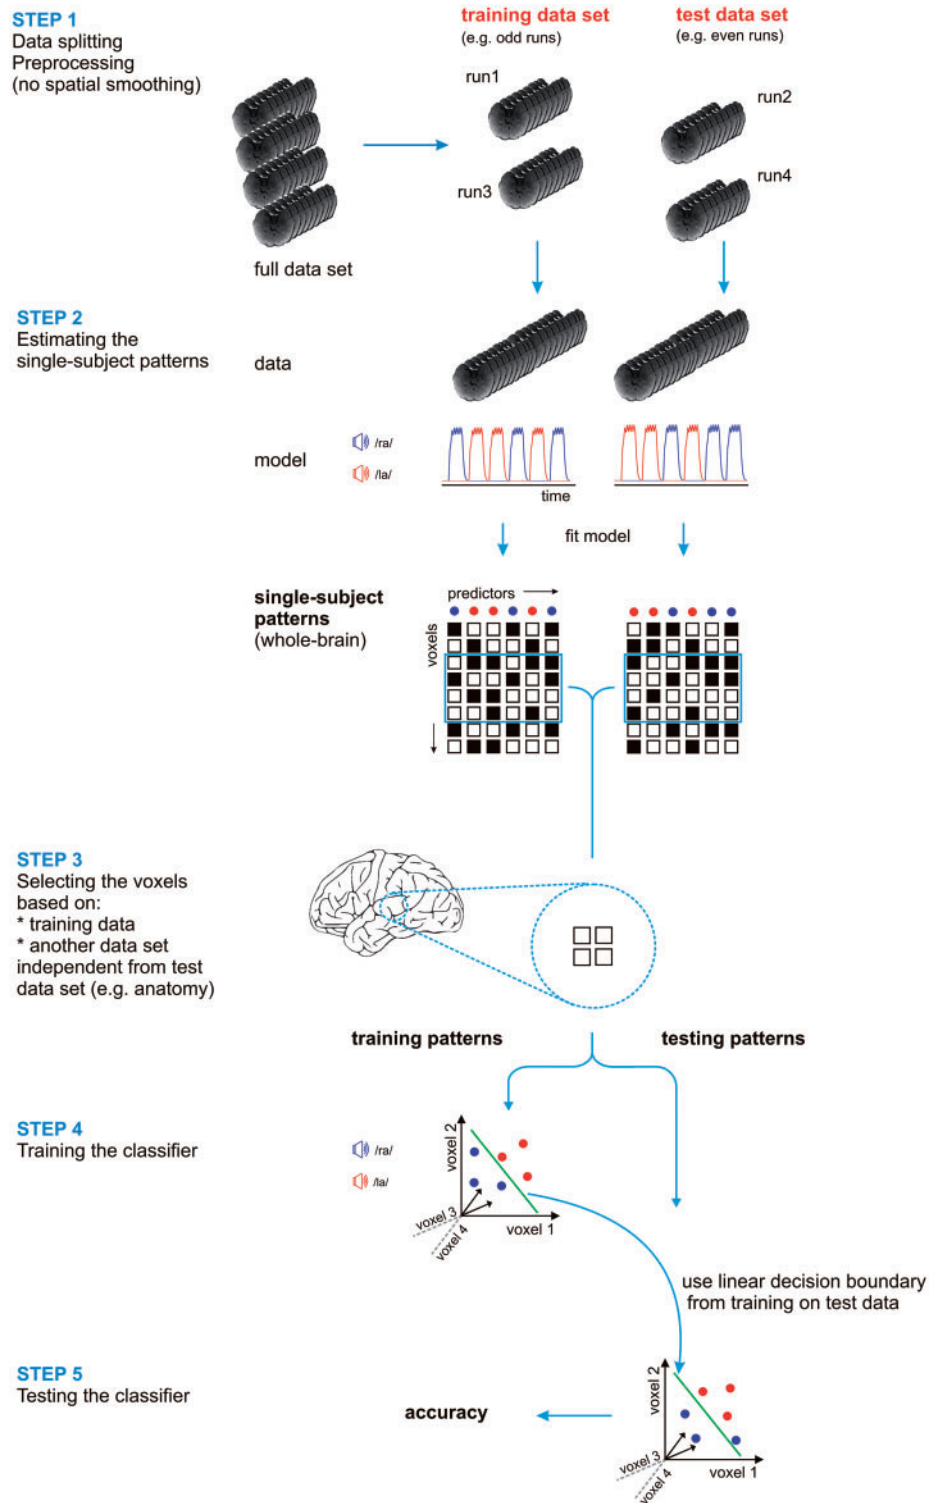 STEP 1
Data splitting
Preprocessing
(no spatial smoothing)
training data set
(e.g. odd runs)
test data set
(e.g. even runs)
run1
run2
run3
run4
full data set
STEP 2
Estimating the
single-subject patterns
data
model
/ra/
/la/
time
fit model
single-subject
patterns
(whole-brain)
predictors
voxels
STEP 3
Selecting the voxels
based on:
* training data
* another data set
independent from test
data set (e.g. anatomy)
training patterns
testing patterns
STEP 4
Training the classifier
/ra/
/la/
voxel 2
voxel 3
voxel 4
voxel 1
use linear decision boundary
from training on test data
STEP 5
Testing the classifier
accuracy
voxel 2
voxel 3
voxel 4
voxel 1